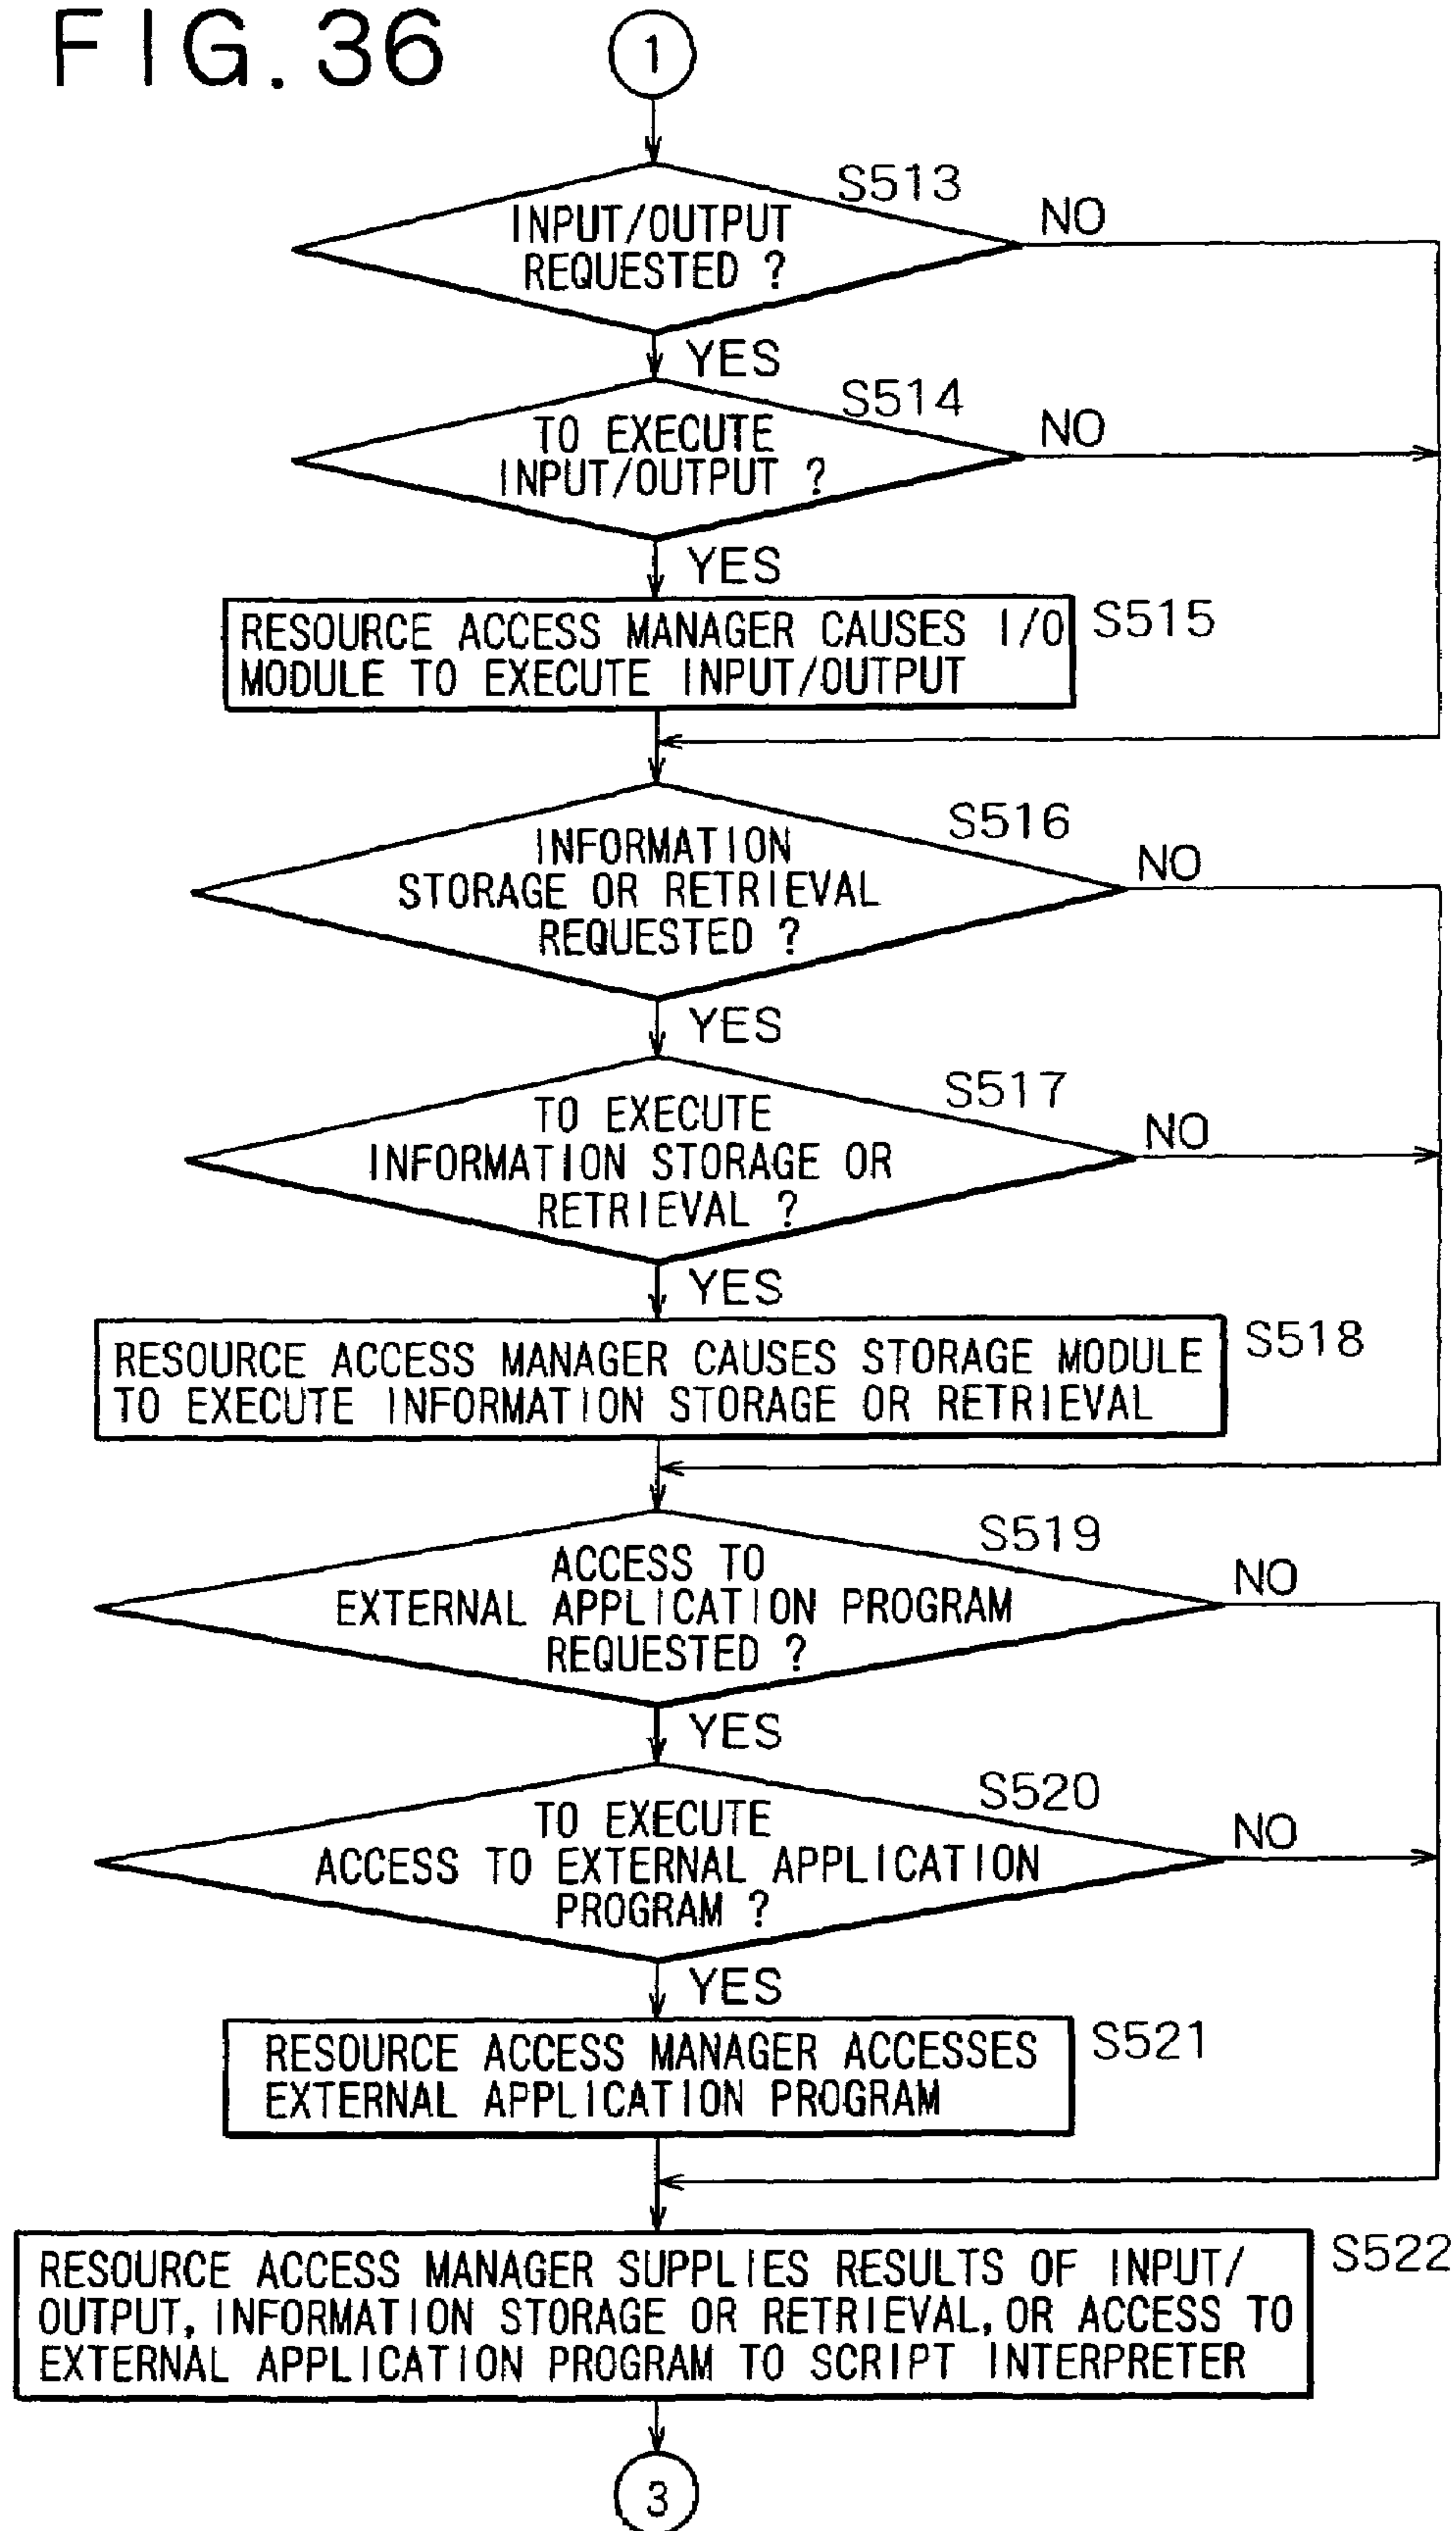 FIG. 36
1
S513
INPUT/OUTPUT
REQUESTED ?
NO
YES
S514
TO EXECUTE
INPUT/OUTPUT ?
NO
YES
RESOURCE ACCESS MANAGER CAUSES I/O
MODULE TO EXECUTE INPUT/OUTPUT
S515
S516
INFORMATION
STORAGE OR RETRIEVAL
REQUESTED ?
NO
YES
S517
TO EXECUTE
INFORMATION STORAGE OR
RETRIEVAL ?
NO
YES
RESOURCE ACCESS MANAGER CAUSES STORAGE MODULE
TO EXECUTE INFORMATION STORAGE OR RETRIEVAL
S518
S519
ACCESS TO
EXTERNAL APPLICATION PROGRAM
REQUESTED ?
NO
YES
S520
TO EXECUTE
ACCESS TO EXTERNAL APPLICATION
PROGRAM ?
NO
YES
RESOURCE ACCESS MANAGER ACCESSES
EXTERNAL APPLICATION PROGRAM
S521
RESOURCE ACCESS MANAGER SUPPLIES RESULTS OF INPUT/
OUTPUT, INFORMATION STORAGE OR RETRIEVAL, OR ACCESS TO
EXTERNAL APPLICATION PROGRAM TO SCRIPT INTERPRETER
S522
3